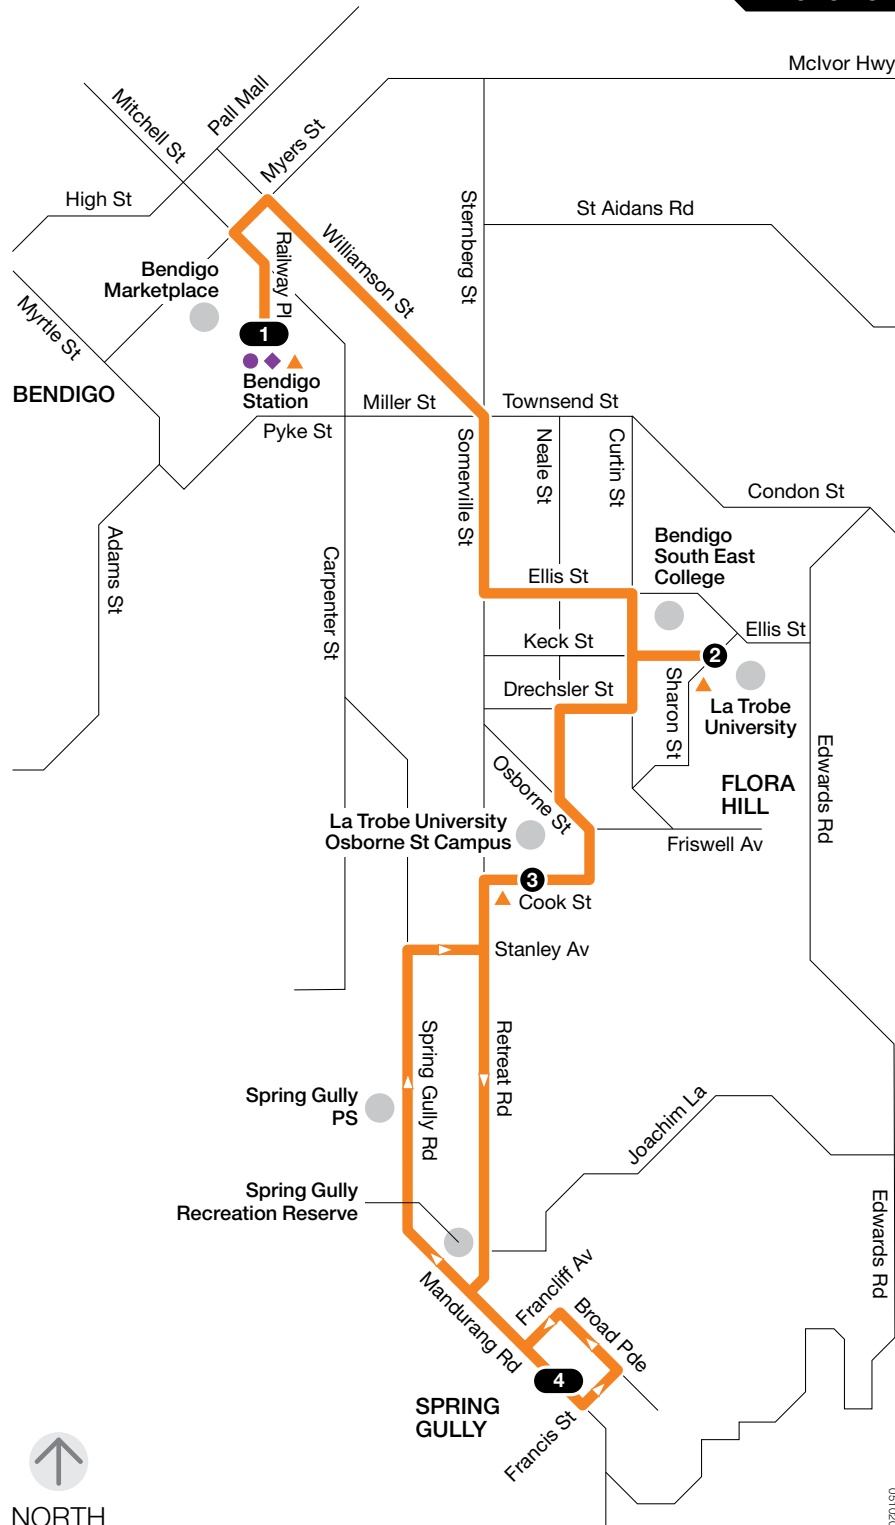 McIvor Hwy
Pall Mall
Mitchell St
Myers St
High St
Sternberg St
St Aidans Rd
Railway Pl
Williamson St
Bendigo
Marketplace
Myrtle St
1
Bendigo
Station
BENDIGO
Miller St
Townsend St
Pyke St
Somerville St
Neale St
Curtin St
Condon St
Adams St
Carpenter St
Bendigo
South East
College
Ellis St
Ellis St
Keck St
2
Drechsler St
Sharon St
La Trobe
University
Edwards Rd
Osborne St
FLORA
HILL
La Trobe University
Osborne St Campus
Friswell Av
3
Cook St
Stanley Av
Spring Gully Rd
Retreat Rd
Spring Gully
PS
Joachim La
Spring Gully
Recreation Reserve
Edwards Rd
Francliff Av
Mandurang Rd
Broad Pde
4
SPRING
GULLY
Francis St
NORTH